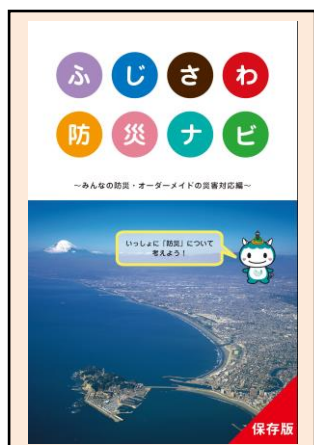 ふじさわ
防災ナビ
～みんなの防災・オーダーメイドの災害対応編～
いっしょに「防災」について
考えよう！
保存版